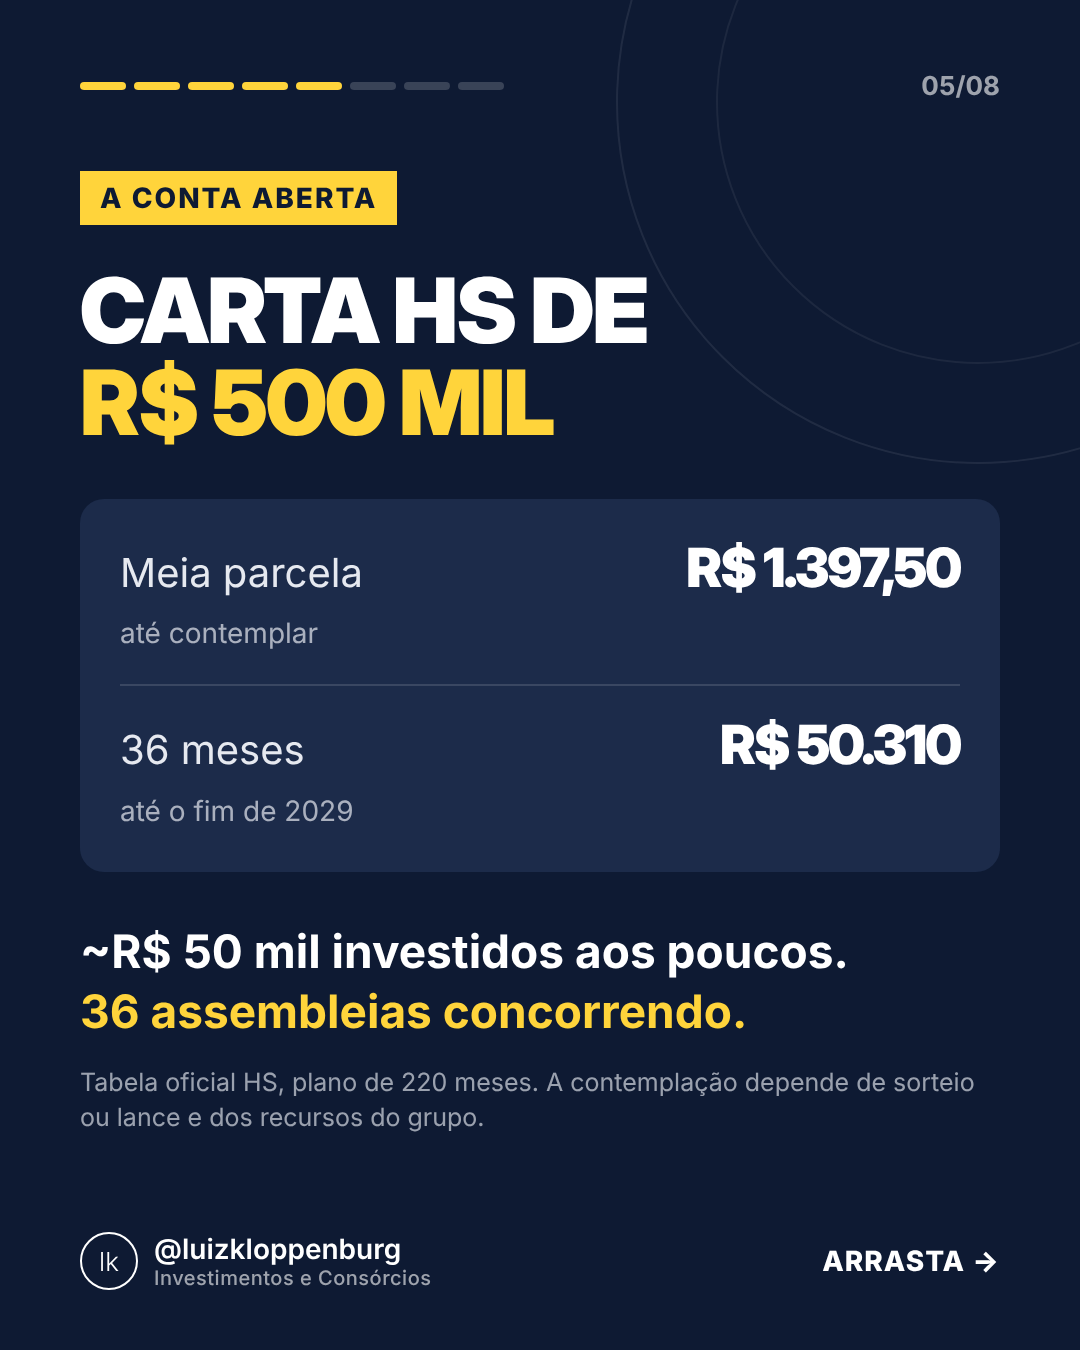 05/08
A CONTA ABERTA
CARTA HS DE
R$ 500 MIL
Meia parcela
R$ 1.397,50
até contemplar
36 meses
R$ 50.310
até o fim de 2029
~R$ 50 mil investidos aos poucos.
36 assembleias concorrendo.
Tabela oficial HS, plano de 220 meses. A contemplação depende de sorteio
ou lance e dos recursos do grupo.
lk
@luizkloppenburg
Investimentos e Consórcios
ARRASTA →